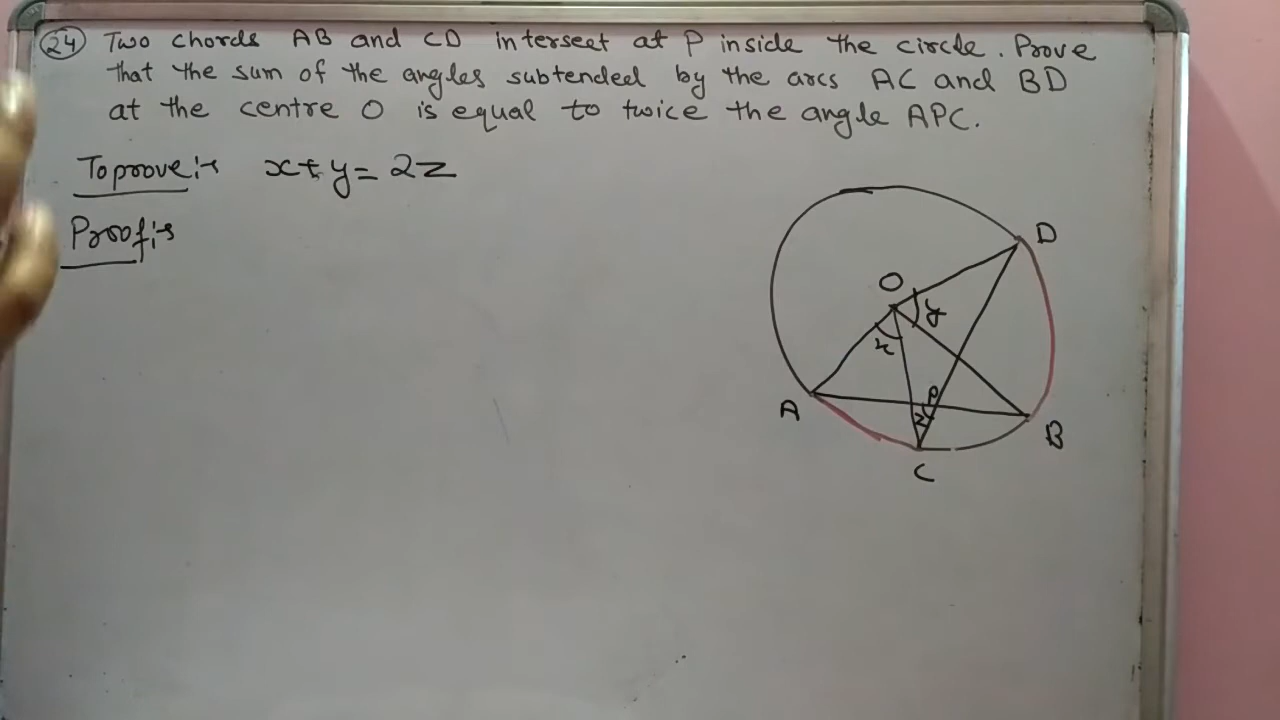 24 Two chords AB and CD intersect at P inside the circle. Prove
that the sum of the angles subtended by the arcs AC and BD
at the centre O is equal to twice the angle APC.
To prove :- x + y = 2z
Proof :-
D
O
y
x
P
z
A
B
C